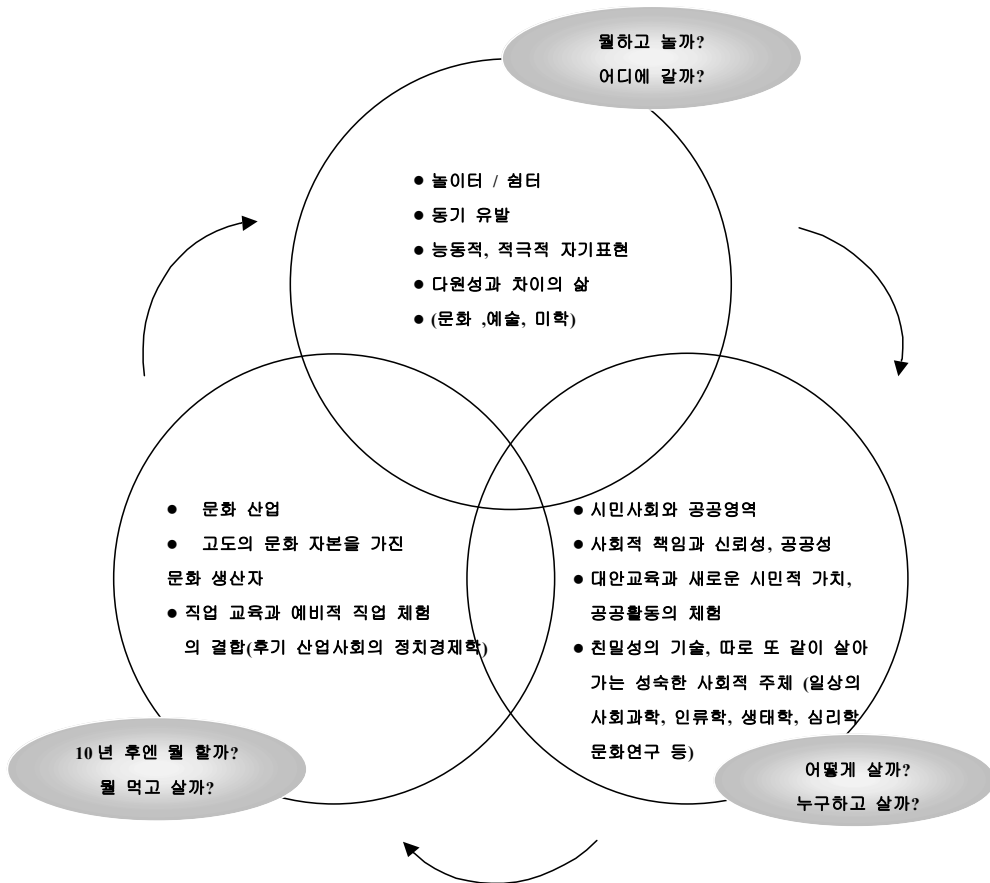 뭘하고 놀까?
어디에 갈까?
● 놀이터 / 쉼터
● 동기 유발
● 능동적, 적극적 자기표현
● 다원성과 차이의 삶
● (문화 ,예술, 미학)
● 문화 산업
● 고도의 문화 자본을 가진
문화 생산자
● 직업 교육과 예비적 직업 체험
의 결합(후기 산업사회의 정치경제학)
● 시민사회와 공공영역
● 사회적 책임과 신뢰성, 공공성
● 대안교육과 새로운 시민적 가치,
공공활동의 체험
● 친밀성의 기술, 따로 또 같이 살아
가는 성숙한 사회적 주체 (일상의
사회과학, 인류학, 생태학, 심리학
문화연구 등)
10년 후엔 뭘 할까?
뭘 먹고 살까?
어떻게 살까?
누구하고 살까?